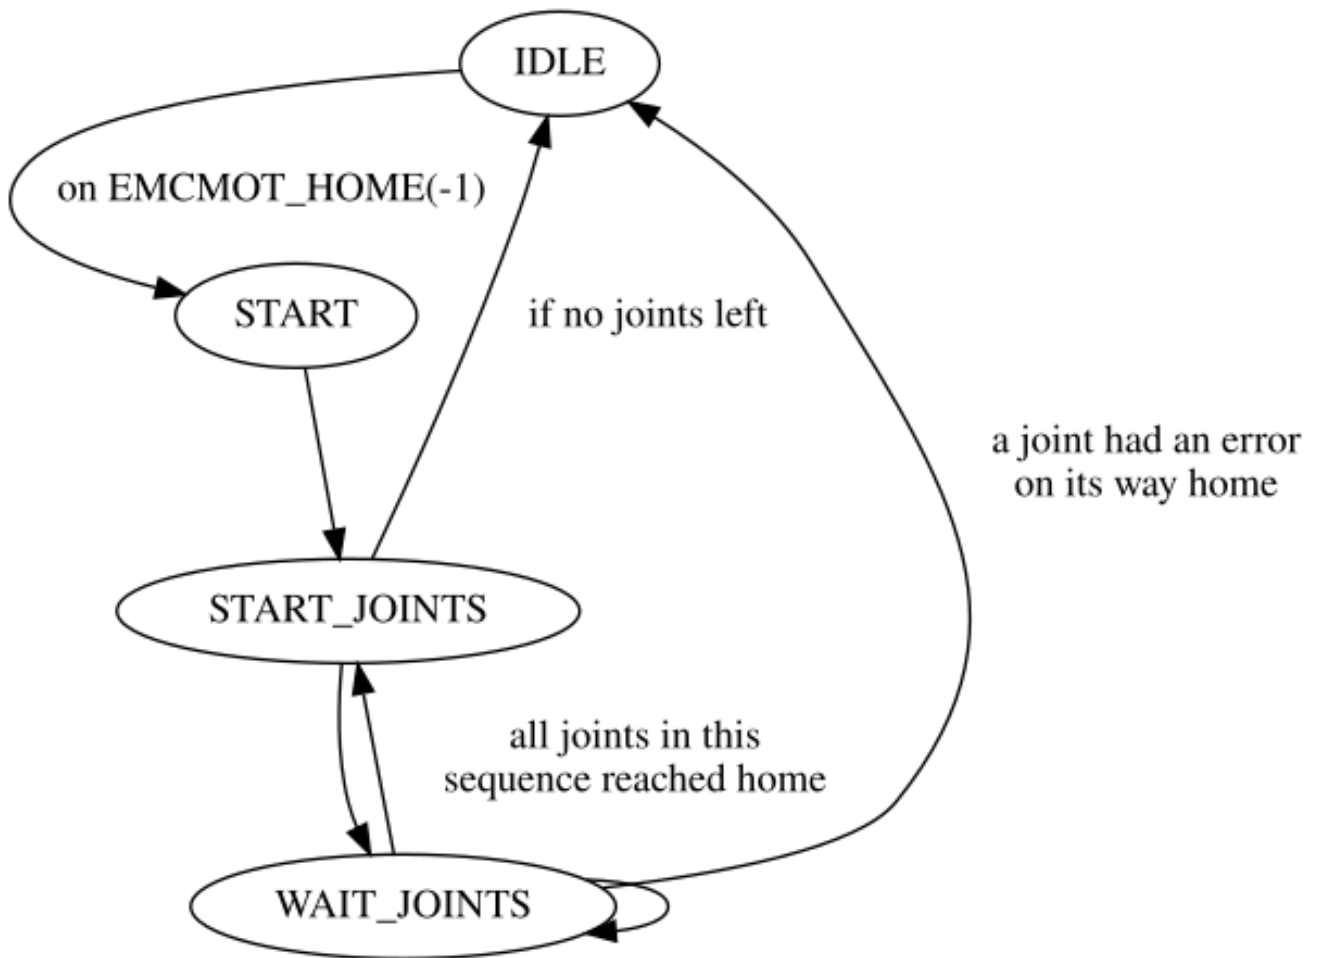 IDLE
on EMCMOT_HOME(-1)
START
if no joints left
a joint had an error
on its way home
START_JOINTS
all joints in this
sequence reached home
WAIT_JOINTS